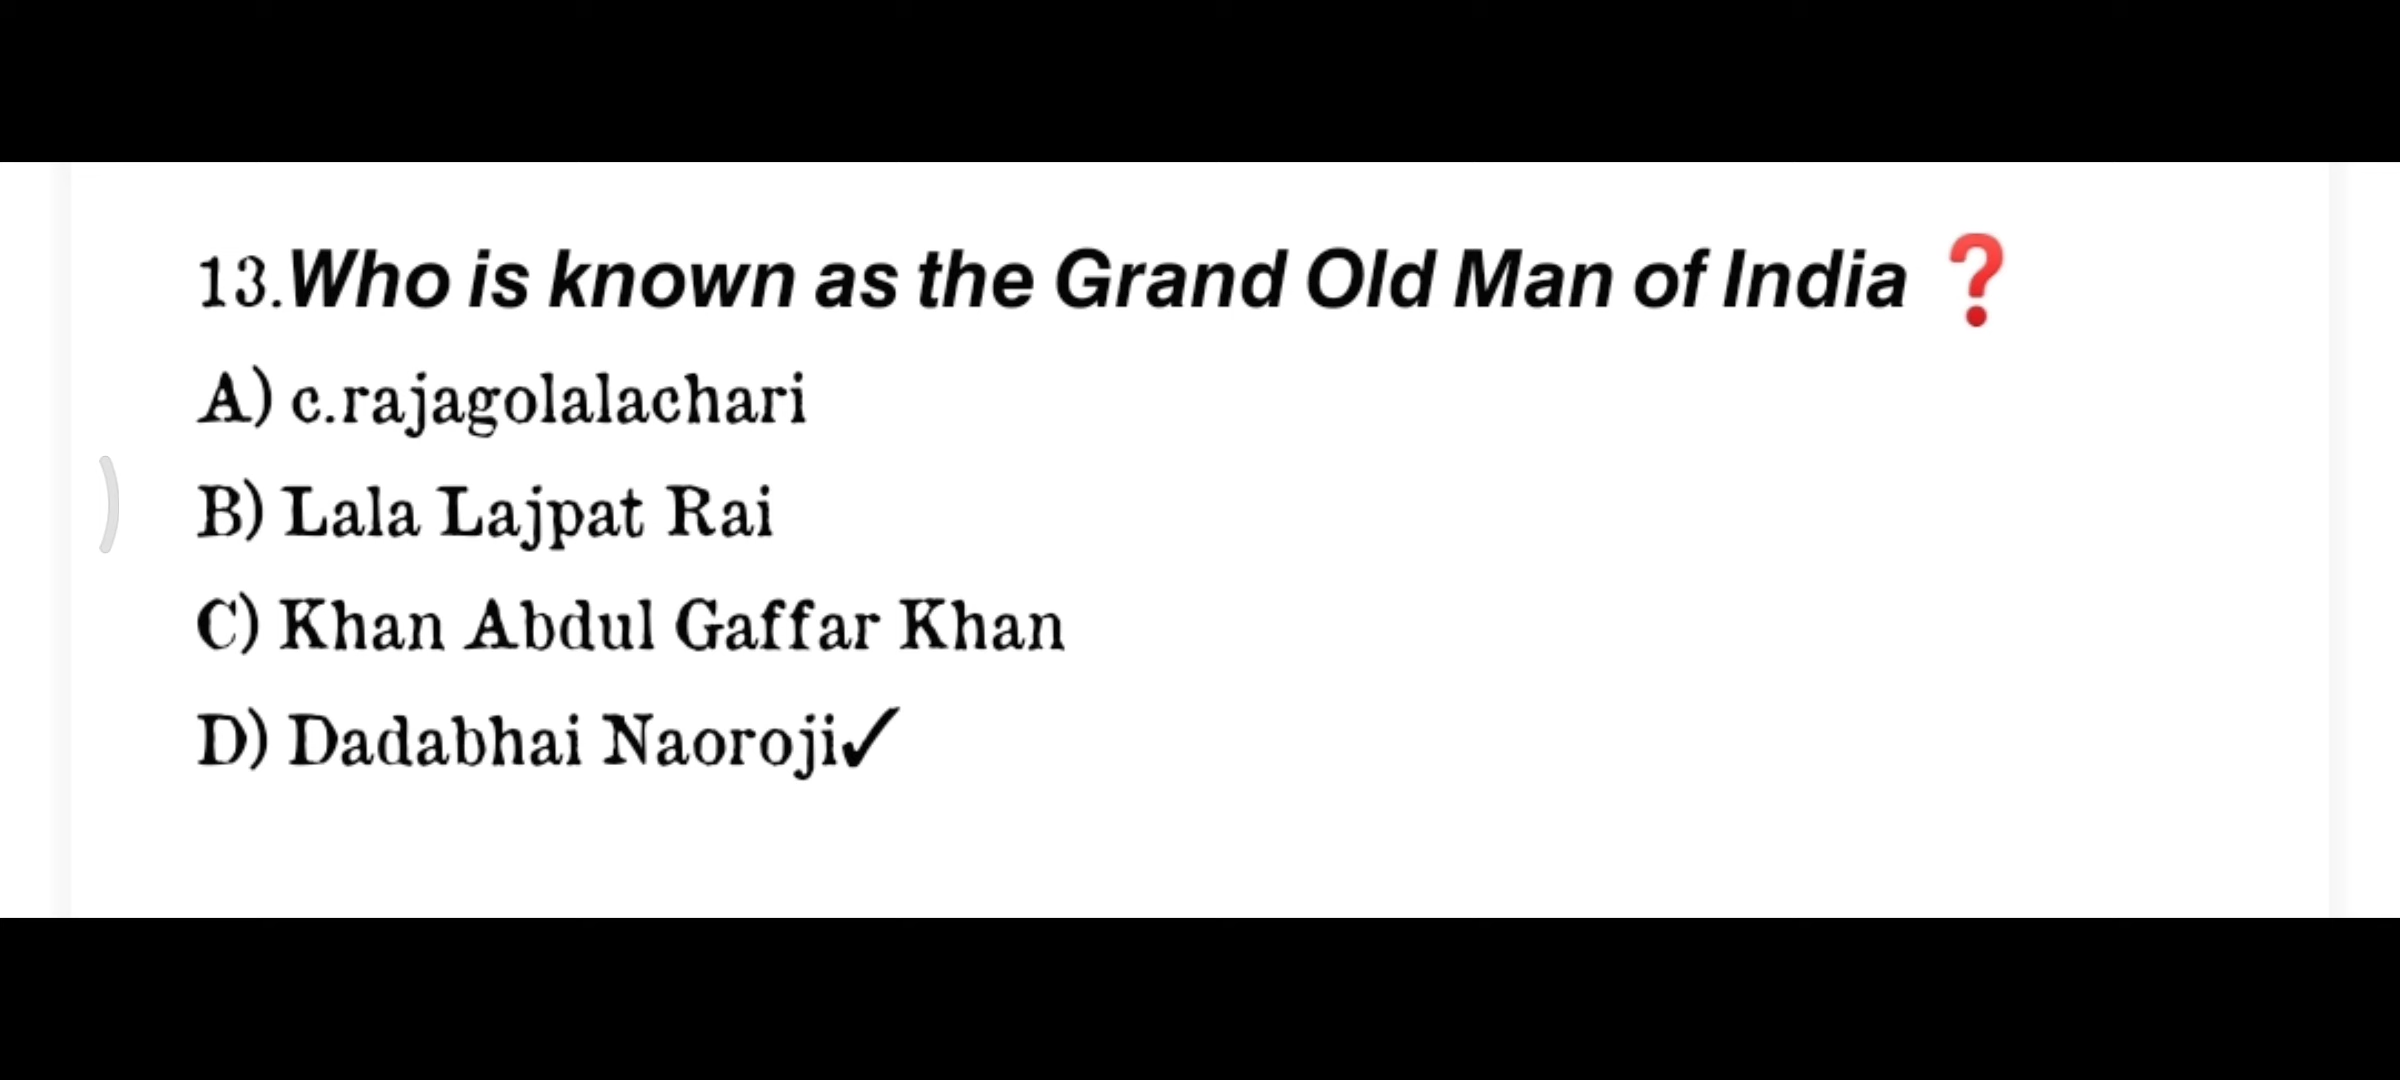 13.Who is known as the Grand Old Man of India ❓
A) c.rajagolalachari
B) Lala Lajpat Rai
C) Khan Abdul Gaffar Khan
D) Dadabhai Naoroji✓